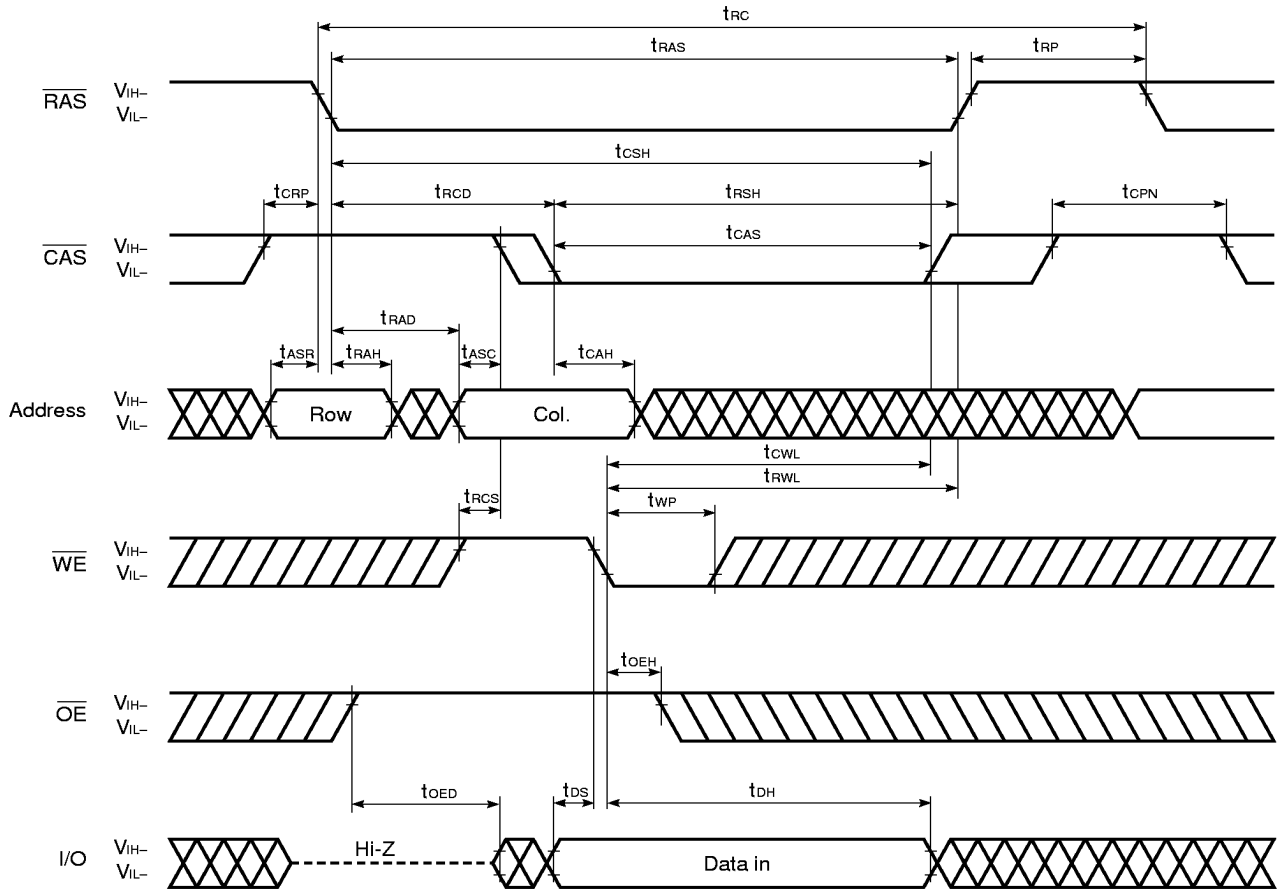 tRC
tRAS
tRP
RAS
VIH–
VIL–
tCSH
tCRP
tRCD
tRSH
tCPN
CAS
VIH–
VIL–
tCAS
tRAD
tASR
tRAH
tASC
tCAH
Address
VIH–
VIL–
Row
Col.
tCWL
tRWL
tRCS
tWP
WE
VIH–
VIL–
tOEH
OE
VIH–
VIL–
tOED
tDS
tDH
I/O
VIH–
VIL–
Hi-Z
Data in